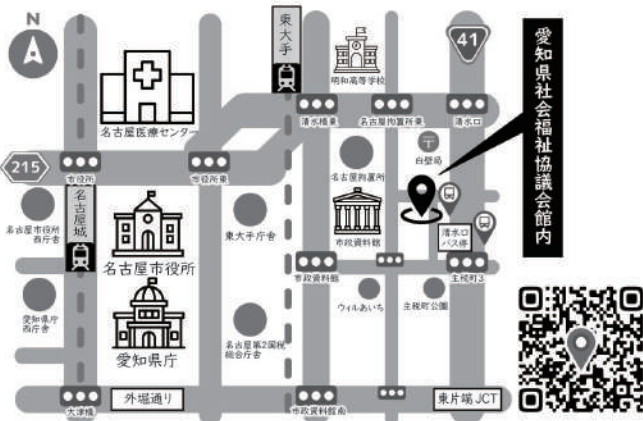 N
東大手
41
明和高等学校
名古屋医療センター
清水橋東
名古屋拘置所東
清水口
愛知県社会福祉協議会館内
215
市役所
市役所東
名古屋拘置所
白壁局
名古屋城
名古屋市役所
西庁舎
名古屋市役所
東大手庁舎
市政資料館
清水口
バス停
市政資料館
主税町3
愛知県庁
西庁舎
愛知県庁
名古屋第2国税
総合庁舎
ウィルあいち
主税町公園
大津橋
外堀通り
市政資料館南
東片端 JCT